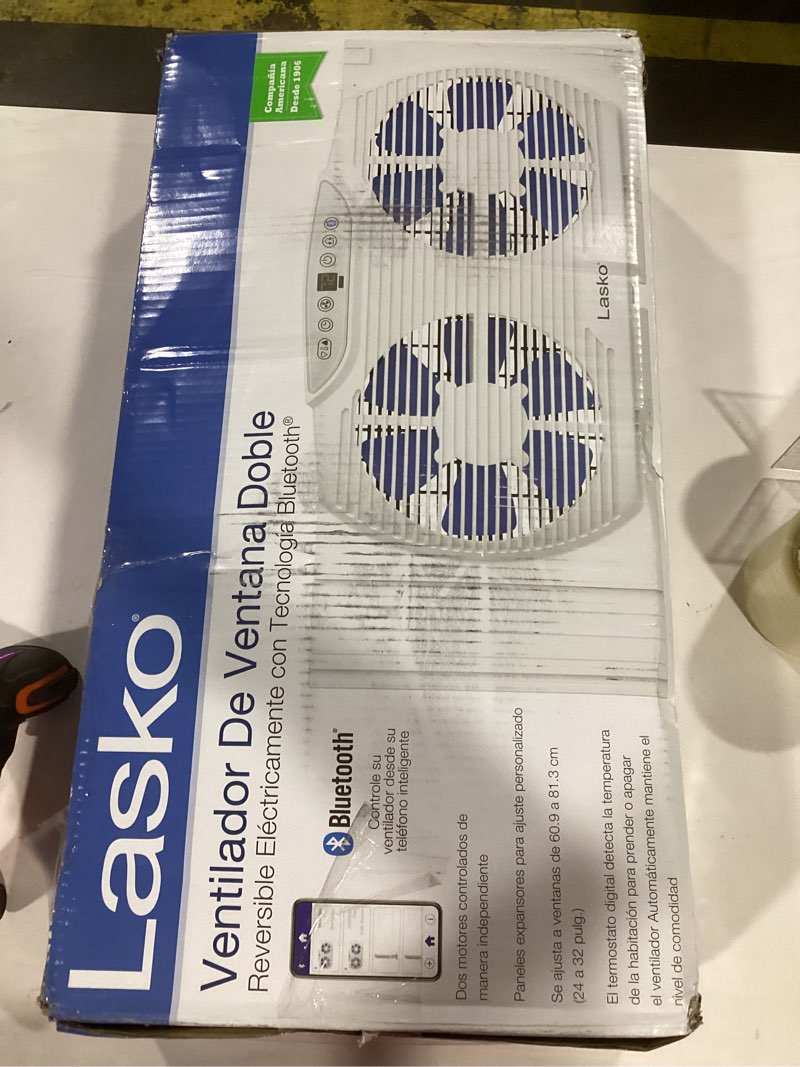 Lasko®
Ventilador De Ventana Doble
Reversible Eléctricamente con Tecnología Bluetooth®
Compañía
Americana
Desde 1906
Lasko®
Bluetooth®
Controle su
ventilador desde su
teléfono inteligente
Dos motores controlados de
manera independiente
Paneles expansores para ajuste personalizado
Se ajusta a ventanas de 60.9 a 81.3 cm
(24 a 32 pulg.)
El termostato digital detecta la temperatura
de la habitación para prender o apagar
el ventilador Automáticamente mantiene el
nivel de comodidad